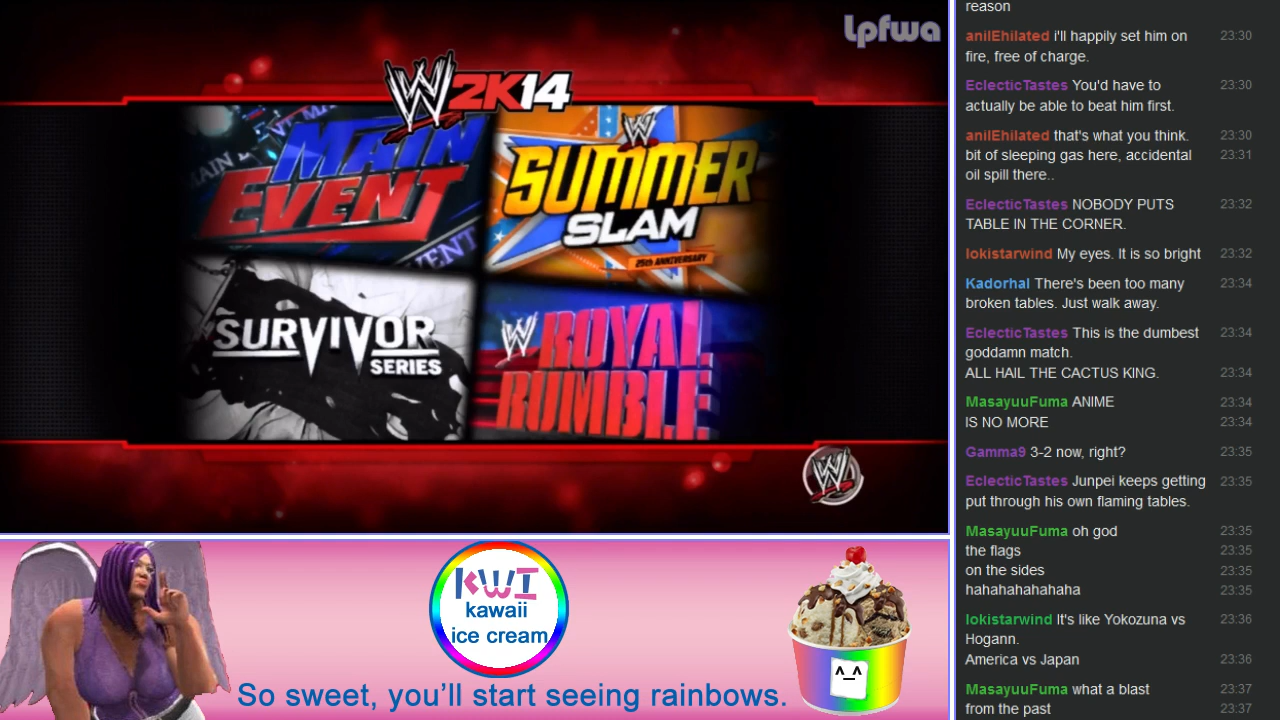 Lpfwa
W2K14
MAIN EVENT
MAIN
MAIN
EVENT
W
SUMMER
SLAM
25th ANNIVERSARY
SURVIVOR
SERIES
W ROYAL
RUMBLE
W
KWI
kawaii
ice cream
^_^
So sweet, you'll start seeing rainbows.
reason
anilEhilated i'll happily set him on 23:30
fire, free of charge.
EclecticTastes You'd have to 23:30
actually be able to beat him first.
anilEhilated that's what you think. 23:30
bit of sleeping gas here, accidental 23:31
oil spill there..
EclecticTastes NOBODY PUTS 23:32
TABLE IN THE CORNER.
lokistarwind My eyes. It is so bright 23:32
Kadorhal There's been too many 23:34
broken tables. Just walk away.
EclecticTastes This is the dumbest 23:34
goddamn match.
ALL HAIL THE CACTUS KING. 23:34
MasayuuFuma ANIME 23:34
IS NO MORE 23:34
Gamma9 3-2 now, right? 23:35
EclecticTastes Junpei keeps getting 23:35
put through his own flaming tables.
MasayuuFuma oh god 23:35
the flags 23:35
on the sides 23:35
hahahahahahaha 23:35
lokistarwind It's like Yokozuna vs 23:36
Hogann.
America vs Japan 23:36
MasayuuFuma what a blast 23:37
from the past 23:37